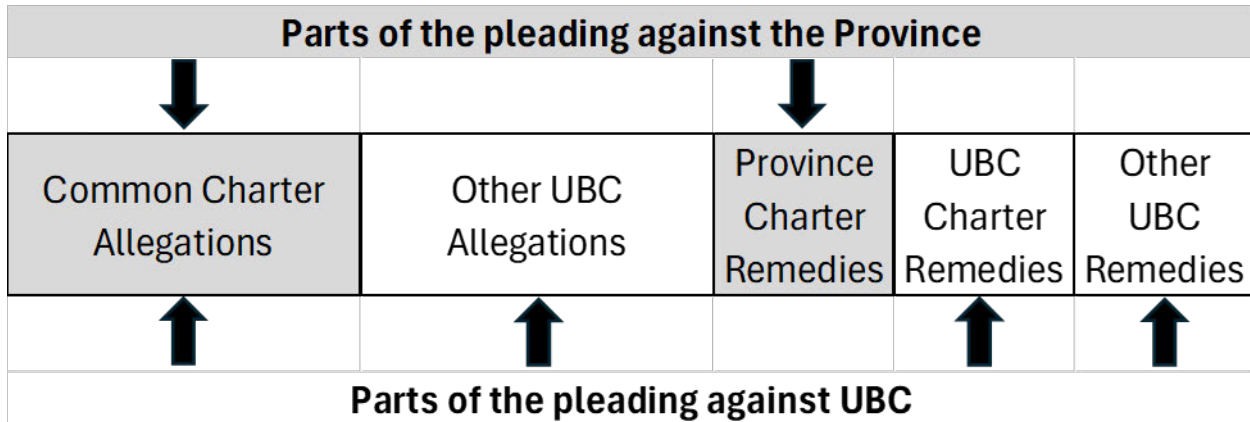 Parts of the pleading against the Province
Common Charter
Allegations
Other UBC
Allegations
Province
Charter
Remedies
UBC
Charter
Remedies
Other
UBC
Remedies
Parts of the pleading against UBC